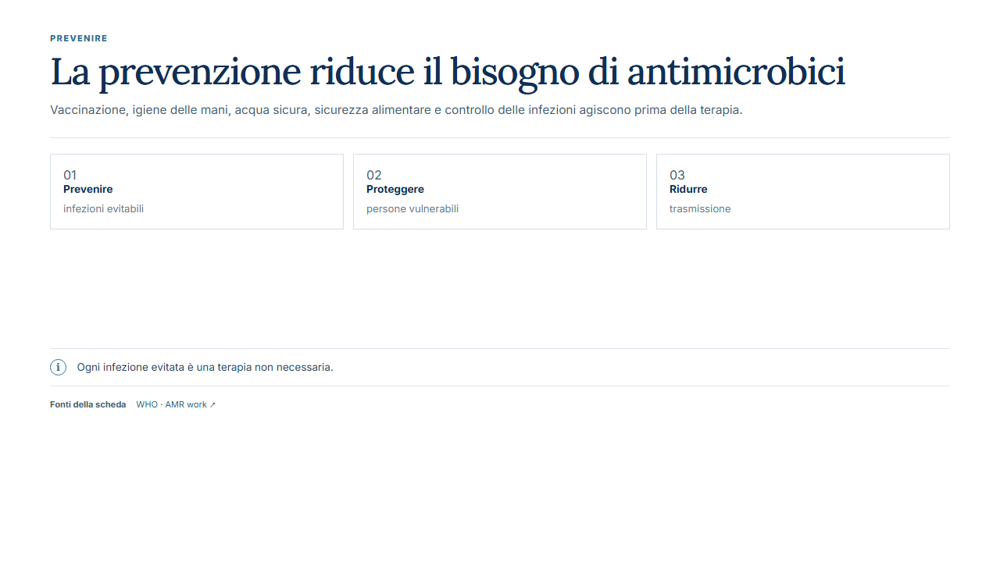 PREVENIRE
La prevenzione riduce il bisogno di antimicrobici
Vaccinazione, igiene delle mani, acqua sicura, sicurezza alimentare e controllo delle infezioni agiscono prima della terapia.
01
Prevenire
infezioni evitabili
02
Proteggere
persone vulnerabili
03
Ridurre
trasmissione
i Ogni infezione evitata è una terapia non necessaria.
Fonti della scheda WHO · AMR work ↗